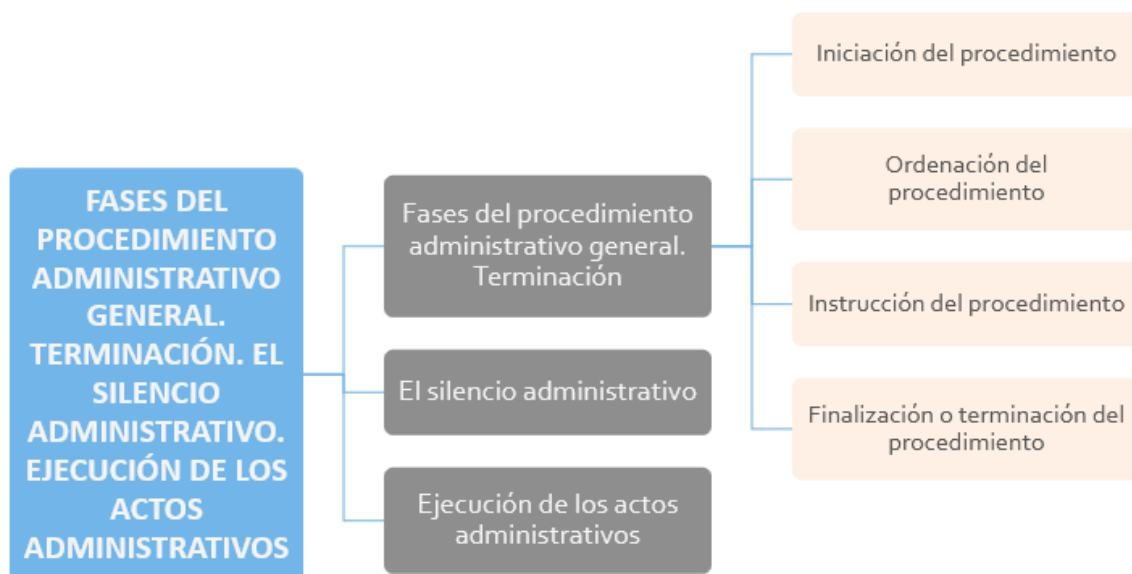 FASES DEL
PROCEDIMIENTO
ADMINISTRATIVO
GENERAL.
TERMINACIÓN. EL
SILENCIO
ADMINISTRATIVO.
EJECUCIÓN DE LOS
ACTOS
ADMINISTRATIVOS
Fases del procedimiento
administrativo general.
Terminación
El silencio administrativo
Ejecución de los actos
administrativos
Iniciación del procedimiento
Ordenación del
procedimiento
Instrucción del procedimiento
Finalización o terminación del
procedimiento